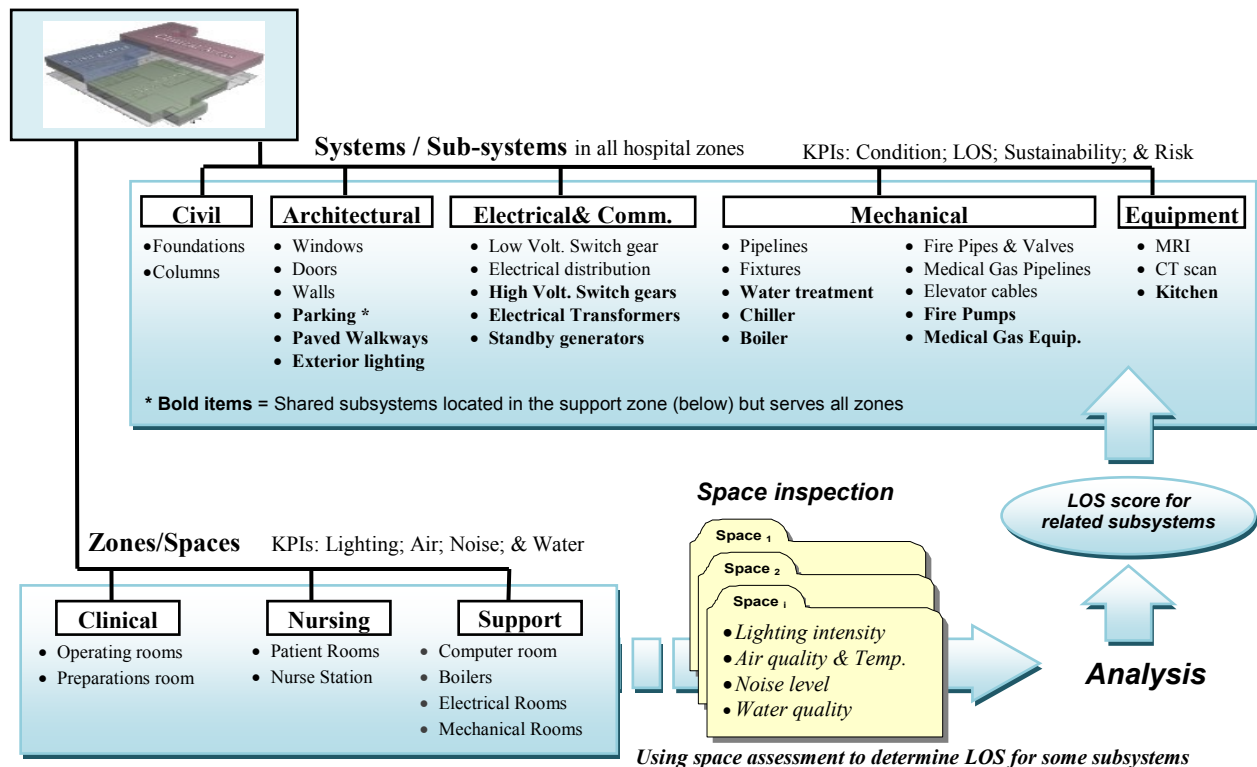 Systems / Sub-systems in all hospital zones
KPIs: Condition; LOS; Sustainability; & Risk
Civil
•Foundations
•Columns
Architectural
• Windows
• Doors
• Walls
• Parking *
• Paved Walkways
• Exterior lighting
Electrical& Comm.
• Low Volt. Switch gear
• Electrical distribution
• High Volt. Switch gears
• Electrical Transformers
• Standby generators
Mechanical
• Pipelines
• Fixtures
• Water treatment
• Chiller
• Boiler
• Fire Pipes & Valves
• Medical Gas Pipelines
• Elevator cables
• Fire Pumps
• Medical Gas Equip.
Equipment
• MRI
• CT scan
• Kitchen
* Bold items = Shared subsystems located in the support zone (below) but serves all zones
Zones/Spaces
KPIs: Lighting; Air; Noise; & Water
Clinical
• Operating rooms
• Preparations room
Nursing
• Patient Rooms
• Nurse Station
Support
• Computer room
• Boilers
• Electrical Rooms
• Mechanical Rooms
Space inspection
Space 1
Space 2
Space i
•Lighting intensity
•Air quality & Temp.
•Noise level
•Water quality
Analysis
LOS score for
related subsystems
Using space assessment to determine LOS for some subsystems